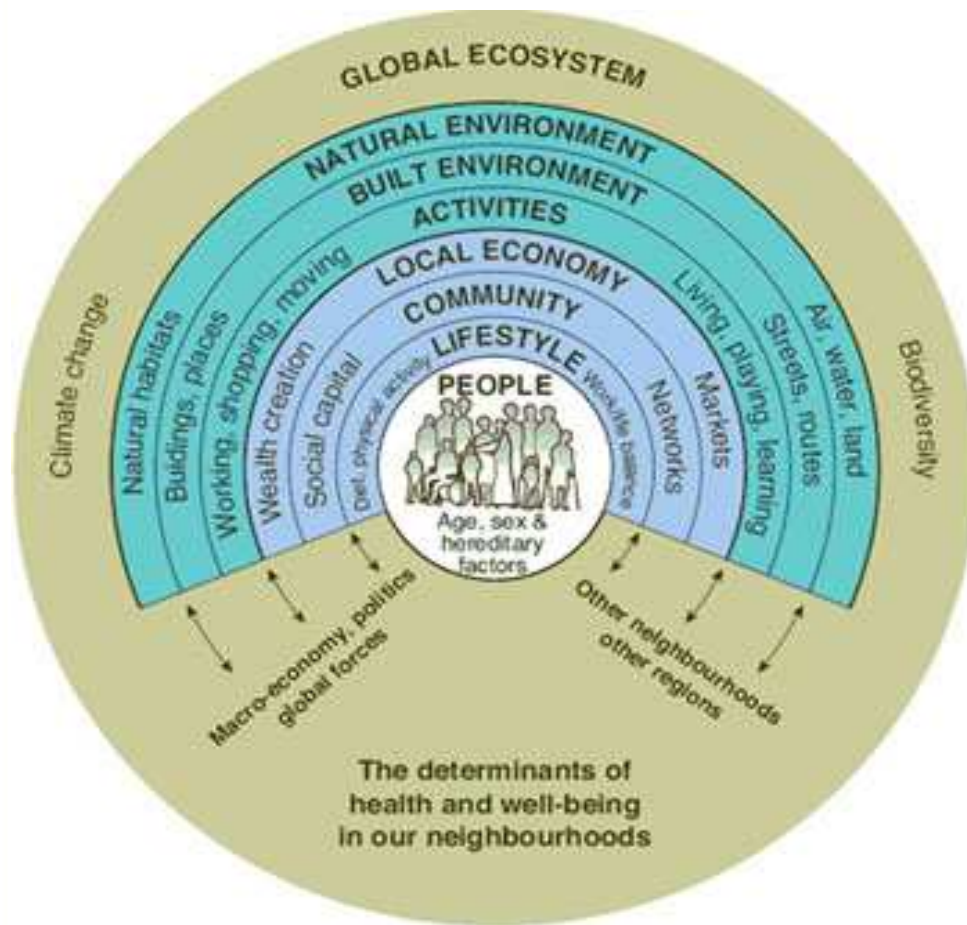 GLOBAL ECOSYSTEM
NATURAL ENVIRONMENT
BUILT ENVIRONMENT
ACTIVITIES
LOCAL ECONOMY
COMMUNITY
LIFESTYLE
PEOPLE
Age, sex &
hereditary
factors
Climate change
Natural habitats
Buildings, places
Working, shopping, moving
Wealth creation
Social capital
Diet, physical activity
Work/life balance
Networks
Markets
Living, playing, learning
Streets, routes
Air, water, land
Biodiversity
Macro-economy, politics
global forces
Other neighbourhoods
other regions
The determinants of
health and well-being
in our neighbourhoods